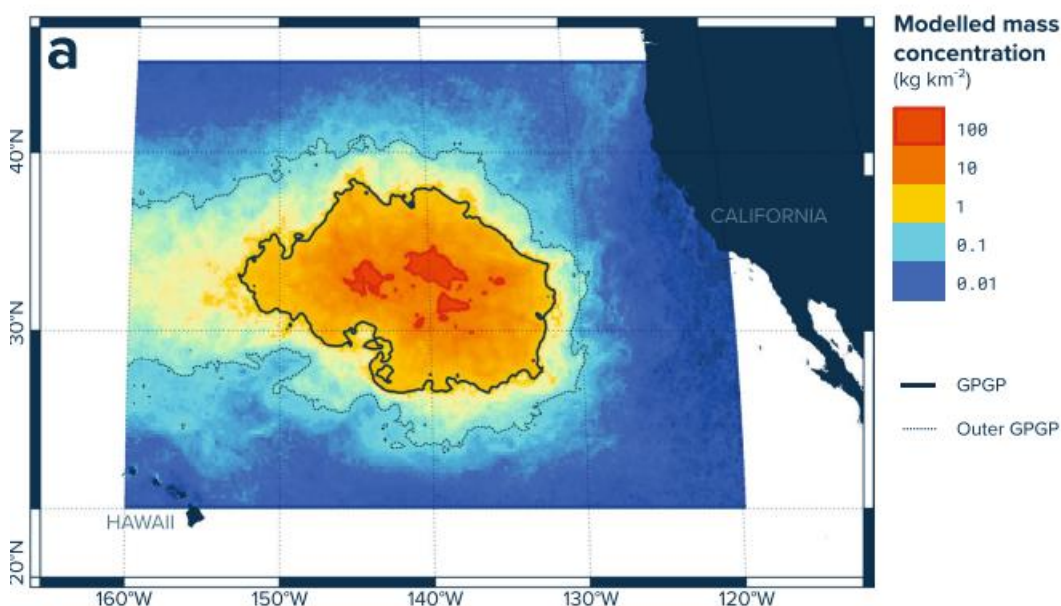 a
Modelled mass
concentration
(kg km⁻²)
100
10
1
0.1
0.01
GPGP
Outer GPGP
40°N
30°N
20°N
CALIFORNIA
HAWAII
160°W
150°W
140°W
130°W
120°W